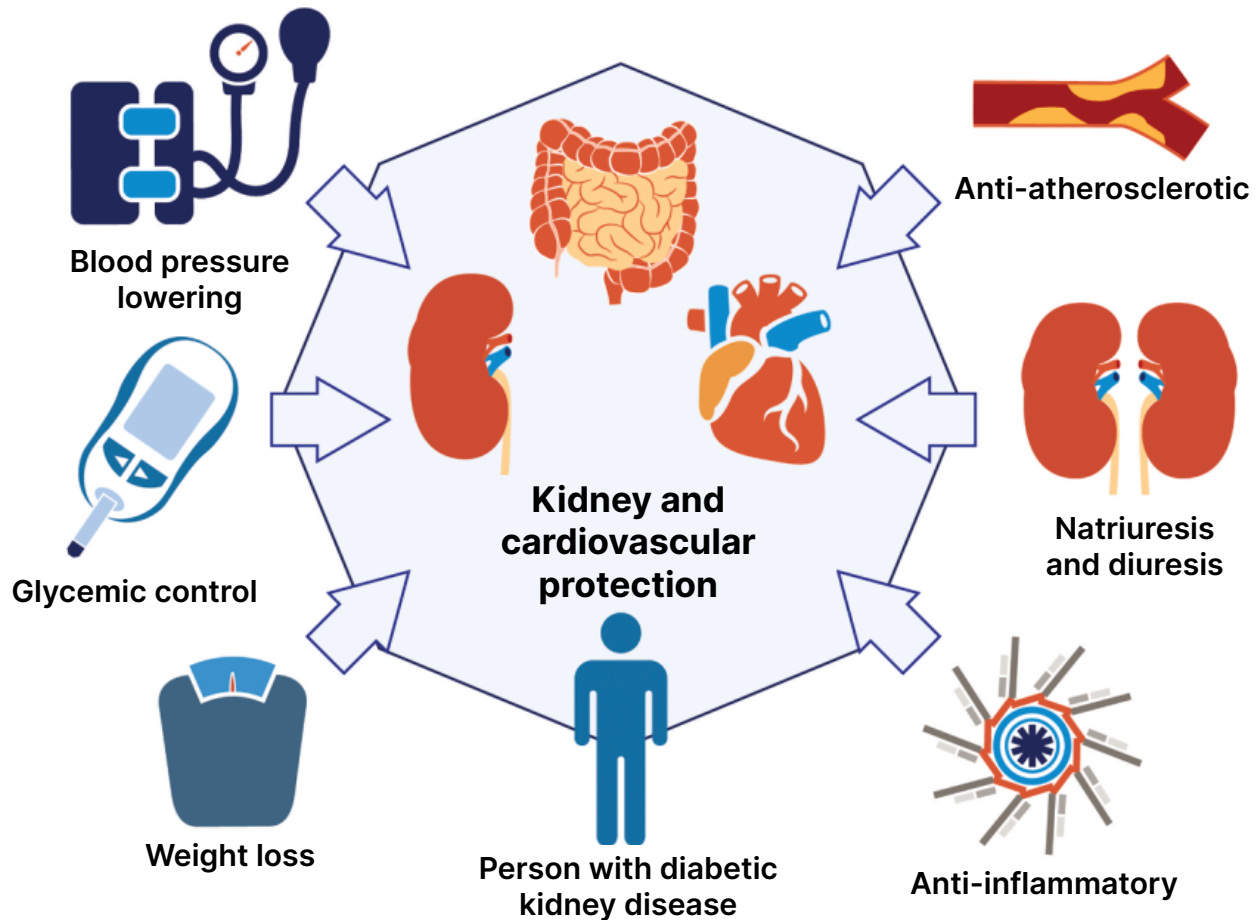 Blood pressure
lowering
Anti-atherosclerotic
Glycemic control
Kidney and
cardiovascular
protection
Natriuresis
and diuresis
Weight loss
Person with diabetic
kidney disease
Anti-inflammatory